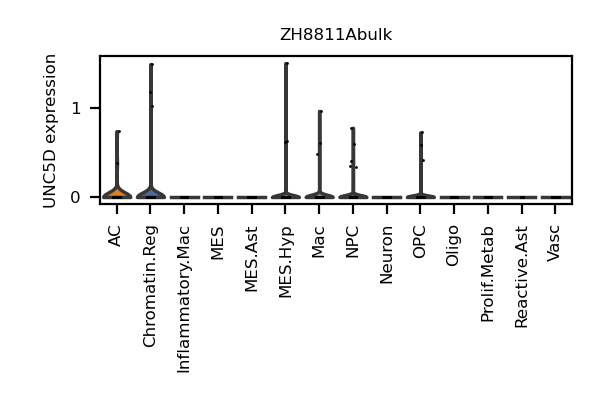 ZH8811Abulk
UNC5D expression
1
0
AC
Chromatin.Reg
Inflammatory.Mac
MES
MES.Ast
MES.Hyp
Mac
NPC
Neuron
OPC
Oligo
Prolif.Metab
Reactive.Ast
Vasc